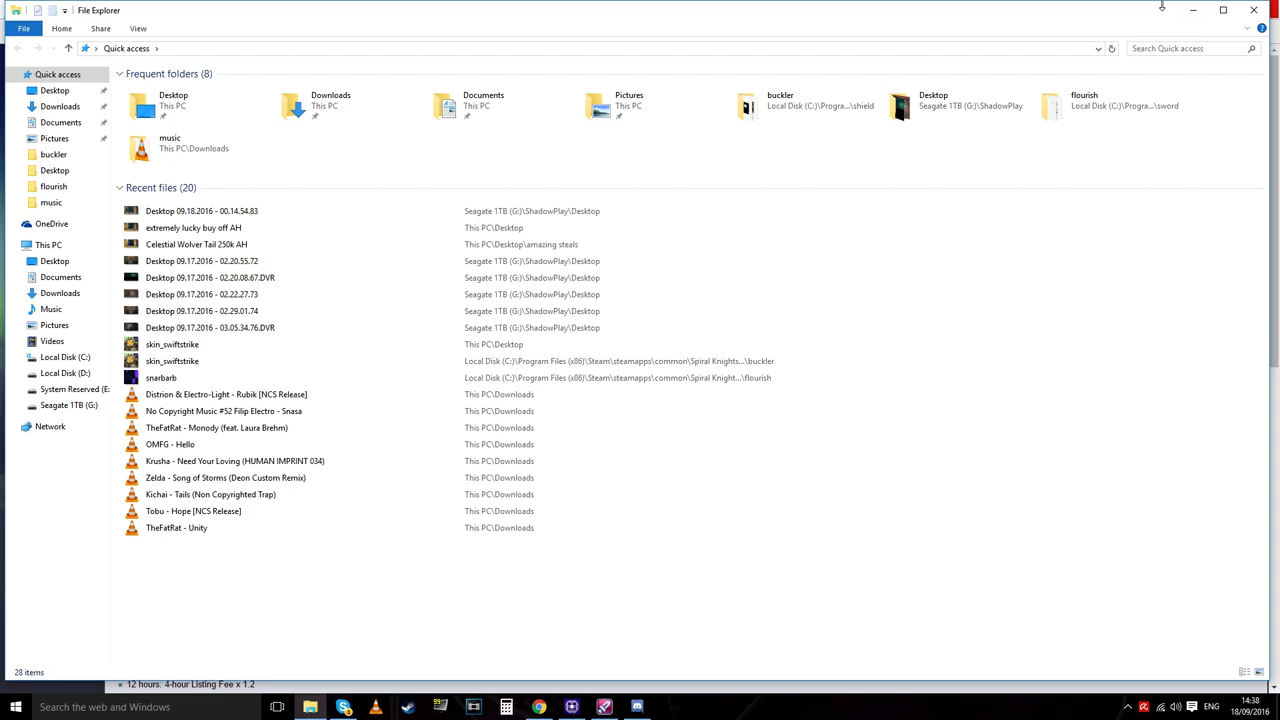 File Explorer
File Home Share View
Quick access
Search Quick access
Quick access
Desktop
Downloads
Documents
Pictures
buckler
Desktop
flourish
music
OneDrive
This PC
Desktop
Documents
Downloads
Music
Pictures
Videos
Local Disk (C:)
Local Disk (D:)
System Reserved (E:
Seagate 1TB (G:)
Network
Frequent folders (8)
Desktop
This PC
Downloads
This PC
Documents
This PC
Pictures
This PC
buckler
Local Disk (C:)\Progra...\shield
Desktop
Seagate 1TB (G:)\ShadowPlay
flourish
Local Disk (C:)\Progra...\sword
music
This PC\Downloads
Recent files (20)
Desktop 09.18.2016 - 00.14.54.83 Seagate 1TB (G:)\ShadowPlay\Desktop
extremely lucky buy off AH This PC\Desktop
Celestial Wolver Tail 250k AH This PC\Desktop\amazing steals
Desktop 09.17.2016 - 02.20.55.72 Seagate 1TB (G:)\ShadowPlay\Desktop
Desktop 09.17.2016 - 02.20.08.67.DVR Seagate 1TB (G:)\ShadowPlay\Desktop
Desktop 09.17.2016 - 02.22.27.73 Seagate 1TB (G:)\ShadowPlay\Desktop
Desktop 09.17.2016 - 02.29.01.74 Seagate 1TB (G:)\ShadowPlay\Desktop
Desktop 09.17.2016 - 03.05.34.76.DVR Seagate 1TB (G:)\ShadowPlay\Desktop
skin_swiftstrike This PC\Desktop
skin_swiftstrike Local Disk (C:)\Program Files (x86)\Steam\steamapps\common\Spiral Knights...\buckler
snarbarb Local Disk (C:)\Program Files (x86)\Steam\steamapps\common\Spiral Knight...\flourish
Distrion & Electro-Light - Rubik [NCS Release] This PC\Downloads
No Copyright Music #52 Filip Electro - Snasa This PC\Downloads
TheFatRat - Monody (feat. Laura Brehm) This PC\Downloads
OMFG - Hello This PC\Downloads
Krusha - Need Your Loving (HUMAN IMPRINT 034) This PC\Downloads
Zelda - Song of Storms (Deon Custom Remix) This PC\Downloads
Kichai - Tails (Non Copyrighted Trap) This PC\Downloads
Tobu - Hope [NCS Release] This PC\Downloads
TheFatRat - Unity This PC\Downloads
28 items
12 hours: 4-hour Listing Fee x 1.2
Search the web and Windows
ENG
14:38
18/09/2016